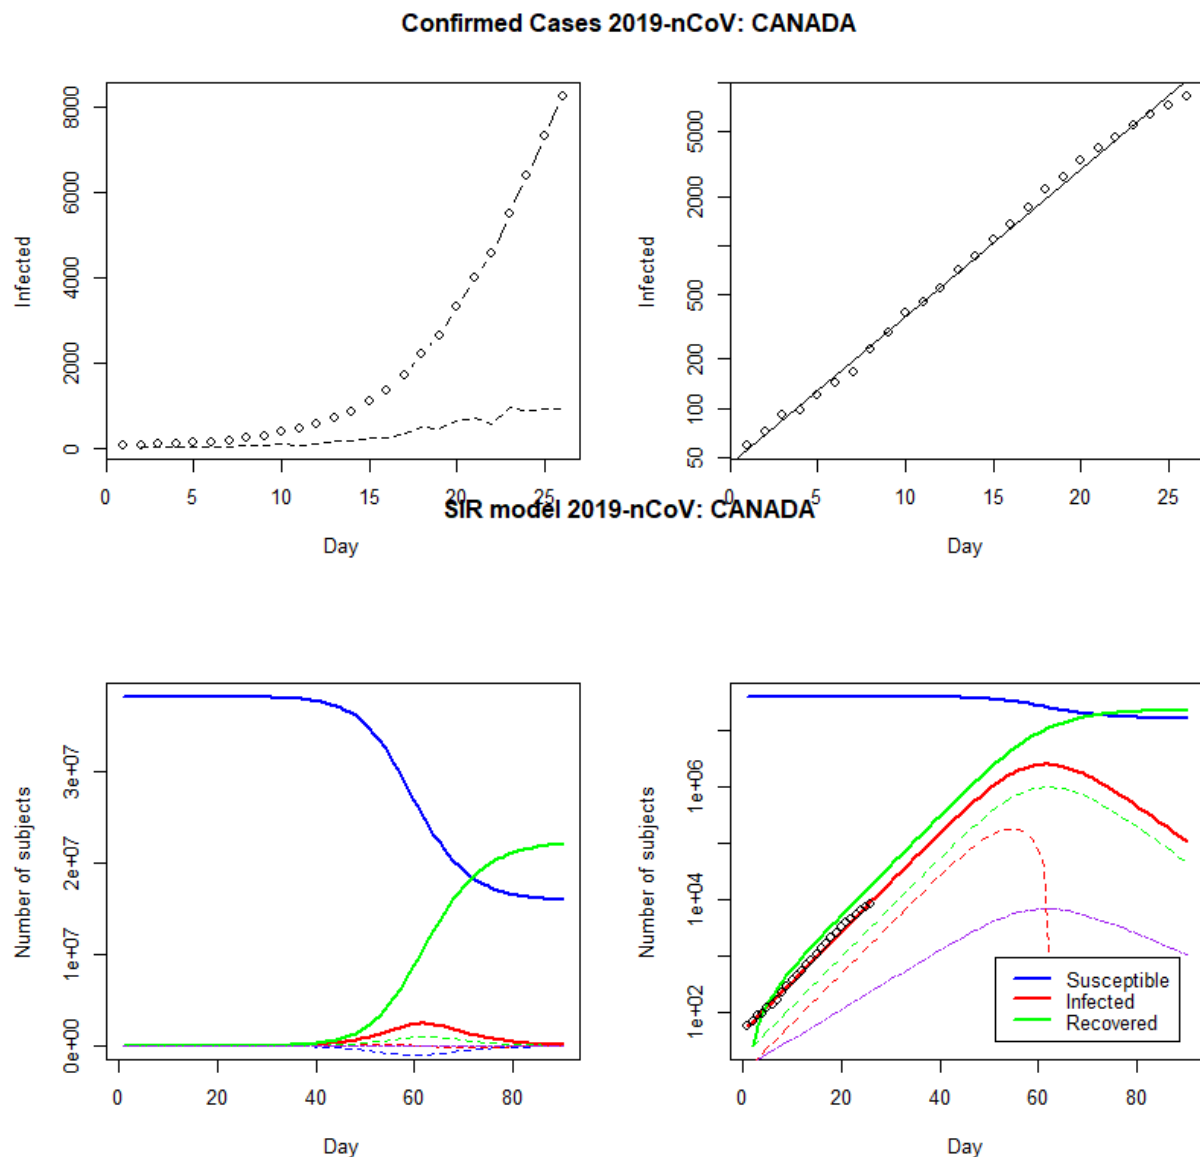 Confirmed Cases 2019-nCoV: CANADA
Infected
8000
6000
4000
2000
0
0 5 10 15 20 25
Day
Infected
5000
2000
500
200
100
50
0 5 10 15 20 25
Day
SIR model 2019-nCoV: CANADA
Number of subjects
3e+07
2e+07
1e+07
0e+00
0 20 40 60 80
Day
Number of subjects
1e+06
1e+04
1e+02
0 20 40 60 80
Day
Susceptible
Infected
Recovered